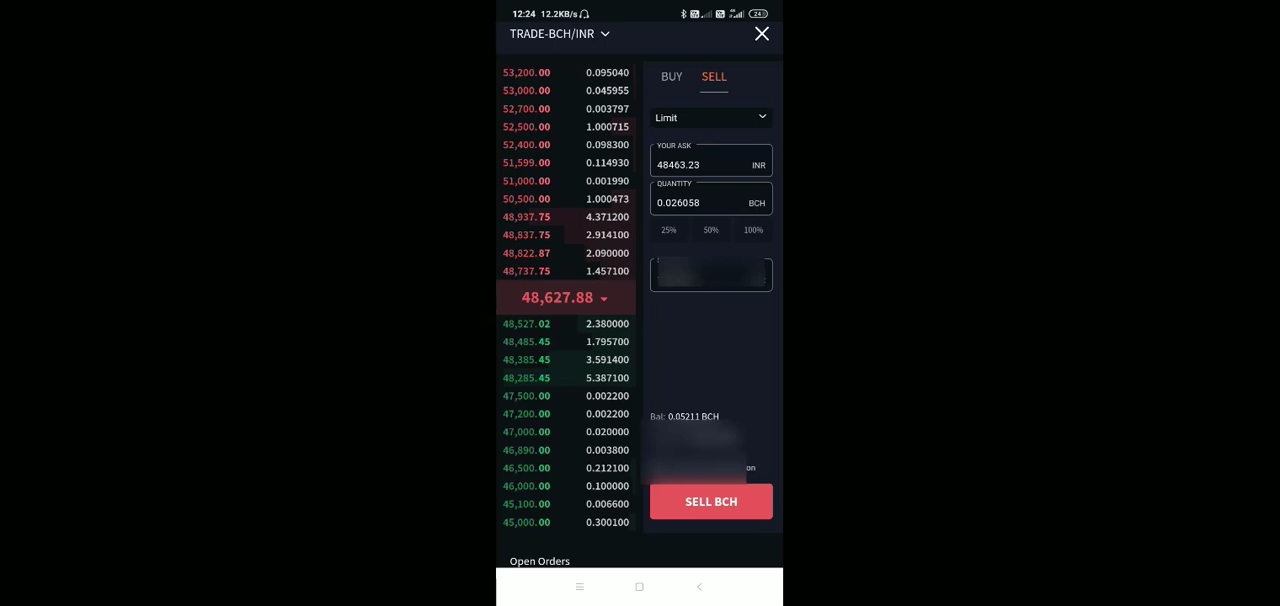 12:24 12.2KB/s 24
TRADE-BCH/INR
53,200.00 0.095040
53,000.00 0.045955
52,700.00 0.003797
52,500.00 1.000715
52,400.00 0.098300
51,599.00 0.114930
51,000.00 0.001990
50,500.00 1.000473
48,937.75 4.371200
48,837.75 2.914100
48,822.87 2.090000
48,737.75 1.457100
48,627.88
48,527.02 2.380000
48,485.45 1.795700
48,385.45 3.591400
48,285.45 5.387100
47,500.00 0.002200
47,200.00 0.002200
47,000.00 0.020000
46,890.00 0.003800
46,500.00 0.212100
46,000.00 0.100000
45,100.00 0.006600
45,000.00 0.300100
BUY SELL
Limit
YOUR ASK
48463.23 INR
QUANTITY
0.026058 BCH
25% 50% 100%
Bal: 0.05211 BCH
on
SELL BCH
Open Orders